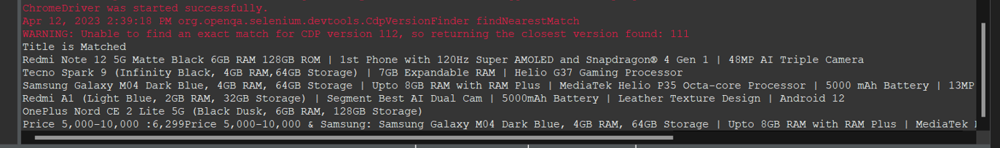 ChromeDriver was started successfully.
Apr 12, 2023 2:39:18 PM org.openqa.selenium.devtools.CdpVersionFinder findNearestMatch
WARNING: Unable to find an exact match for CDP version 112, so returning the closest version found: 111
Title is Matched
Redmi Note 12 5G Matte Black 6GB RAM 128GB ROM | 1st Phone with 120Hz Super AMOLED and Snapdragon® 4 Gen 1 | 48MP AI Triple Camera
Tecno Spark 9 (Infinity Black, 4GB RAM,64GB Storage) | 7GB Expandable RAM | Helio G37 Gaming Processor
Samsung Galaxy M04 Dark Blue, 4GB RAM, 64GB Storage | Upto 8GB RAM with RAM Plus | MediaTek Helio P35 Octa-core Processor | 5000 mAh Battery | 13MP
Redmi A1 (Light Blue, 2GB RAM, 32GB Storage) | Segment Best AI Dual Cam | 5000mAh Battery | Leather Texture Design | Android 12
OnePlus Nord CE 2 Lite 5G (Black Dusk, 6GB RAM, 128GB Storage)
Price 5,000-10,000 :6,299Price 5,000-10,000 & Samsung: Samsung Galaxy M04 Dark Blue, 4GB RAM, 64GB Storage | Upto 8GB RAM with RAM Plus | MediaTek